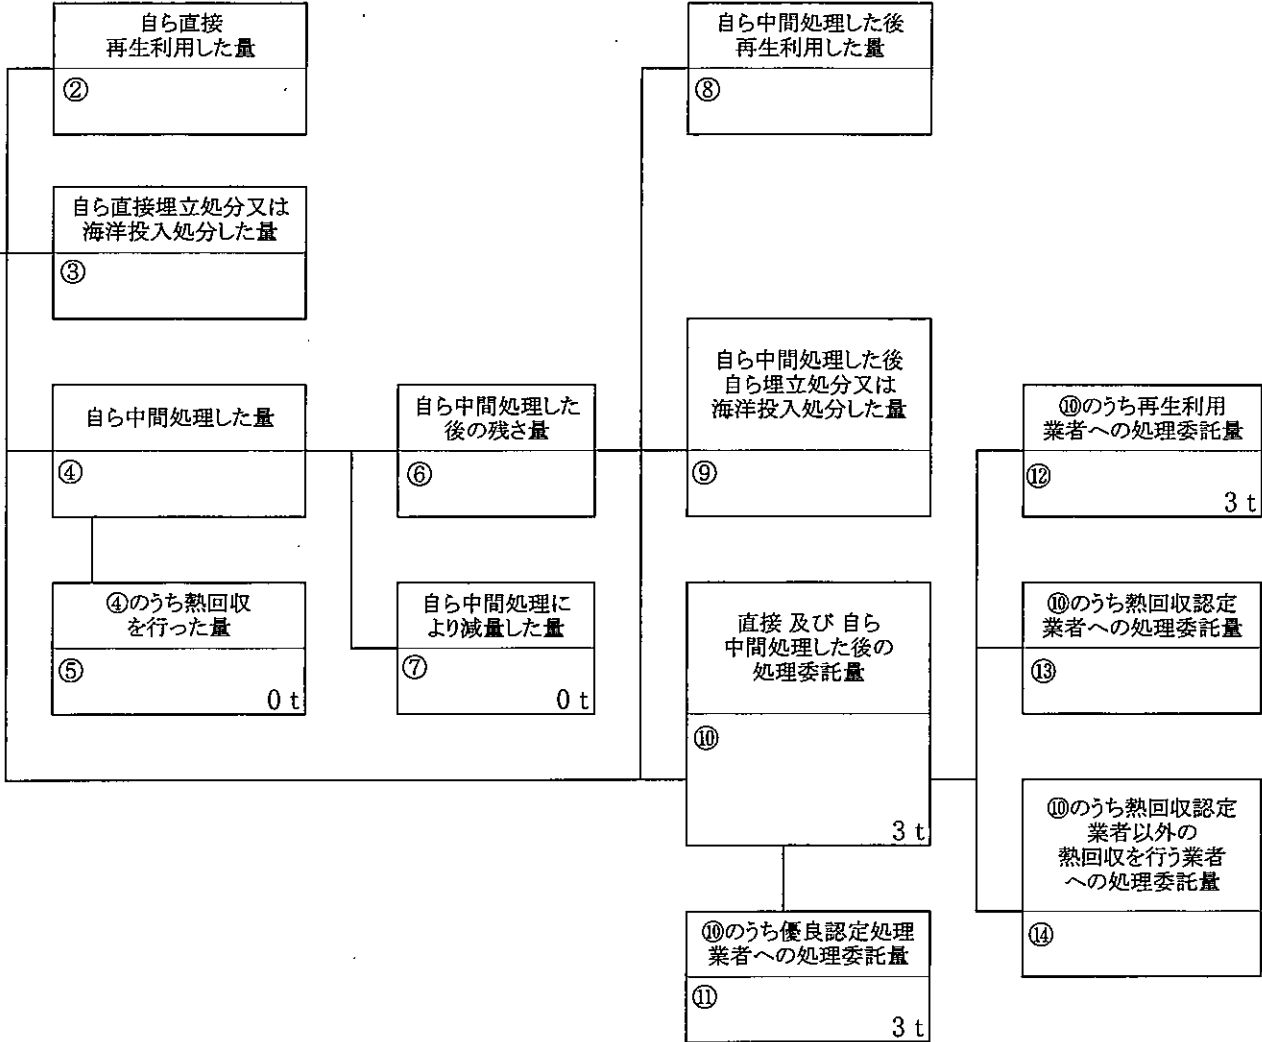 自ら直接
再生利用した量
②
自ら直接埋立処分又は
海洋投入処分した量
③
自ら中間処理した量
④
④のうち熱回収
を行った量
⑤
0 t
自ら中間処理した
後の残さ量
⑥
自ら中間処理に
より減量した量
⑦
0 t
自ら中間処理した後
再生利用した量
⑧
自ら中間処理した後
自ら埋立処分又は
海洋投入処分した量
⑨
直接 及び 自ら
中間処理した後の
処理委託量
⑩
3 t
⑩のうち優良認定処理
業者への処理委託量
⑪
3 t
⑩のうち再生利用
業者への処理委託量
⑫
3 t
⑩のうち熱回収認定
業者への処理委託量
⑬
⑩のうち熱回収認定
業者以外の
熱回収を行う業者
への処理委託量
⑭